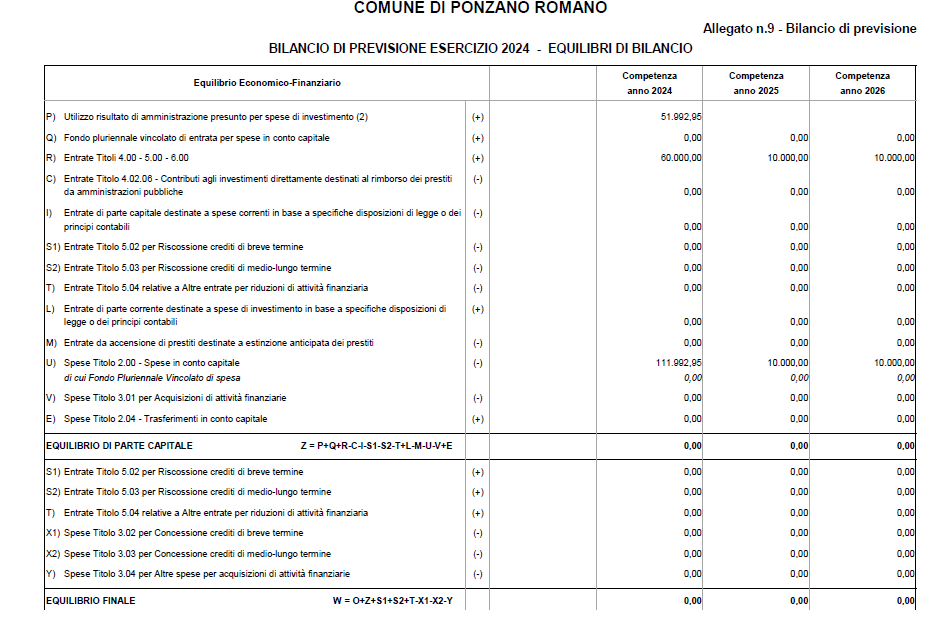 COMUNE DI PONZANO ROMANO
Allegato n.9 - Bilancio di previsione
BILANCIO DI PREVISIONE ESERCIZIO 2024 - EQUILIBRI DI BILANCIO
Equilibrio Economico-Finanziario Competenza anno 2024 Competenza anno 2025 Competenza anno 2026
P) Utilizzo risultato di amministrazione presunto per spese di investimento (2) (+) 51.992,95
Q) Fondo pluriennale vincolato di entrata per spese in conto capitale (+) 0,00 0,00 0,00
R) Entrate Titoli 4.00 - 5.00 - 6.00 (+) 60.000,00 10.000,00 10.000,00
C) Entrate Titolo 4.02.06 - Contributi agli investimenti direttamente destinati al rimborso dei prestiti (-)
da amministrazioni pubbliche 0,00 0,00 0,00
I) Entrate di parte capitale destinate a spese correnti in base a specifiche disposizioni di legge o dei (-)
principi contabili 0,00 0,00 0,00
S1) Entrate Titolo 5.02 per Riscossione crediti di breve termine (-) 0,00 0,00 0,00
S2) Entrate Titolo 5.03 per Riscossione crediti di medio-lungo termine (-) 0,00 0,00 0,00
T) Entrate Titolo 5.04 relative a Altre entrate per riduzioni di attività finanziaria (-) 0,00 0,00 0,00
L) Entrate di parte corrente destinate a spese di investimento in base a specifiche disposizioni di (+)
legge o dei principi contabili 0,00 0,00 0,00
M) Entrate da accensione di prestiti destinate a estinzione anticipata dei prestiti (-) 0,00 0,00 0,00
U) Spese Titolo 2.00 - Spese in conto capitale (-) 111.992,95 10.000,00 10.000,00
di cui Fondo Pluriennale Vincolato di spesa 0,00 0,00 0,00
V) Spese Titolo 3.01 per Acquisizioni di attività finanziarie (-) 0,00 0,00 0,00
E) Spese Titolo 2.04 - Trasferimenti in conto capitale (+) 0,00 0,00 0,00
EQUILIBRIO DI PARTE CAPITALE Z = P+Q+R-C-I-S1-S2-T+L-M-U-V+E 0,00 0,00 0,00
S1) Entrate Titolo 5.02 per Riscossione crediti di breve termine (+) 0,00 0,00 0,00
S2) Entrate Titolo 5.03 per Riscossione crediti di medio-lungo termine (+) 0,00 0,00 0,00
T) Entrate Titolo 5.04 relative a Altre entrate per riduzioni di attività finanziaria (+) 0,00 0,00 0,00
X1) Spese Titolo 3.02 per Concessione crediti di breve termine (-) 0,00 0,00 0,00
X2) Spese Titolo 3.03 per Concessione crediti di medio-lungo termine (-) 0,00 0,00 0,00
Y) Spese Titolo 3.04 per Altre spese per acquisizioni di attività finanziarie (-) 0,00 0,00 0,00
EQUILIBRIO FINALE W = O+Z+S1+S2+T-X1-X2-Y 0,00 0,00 0,00